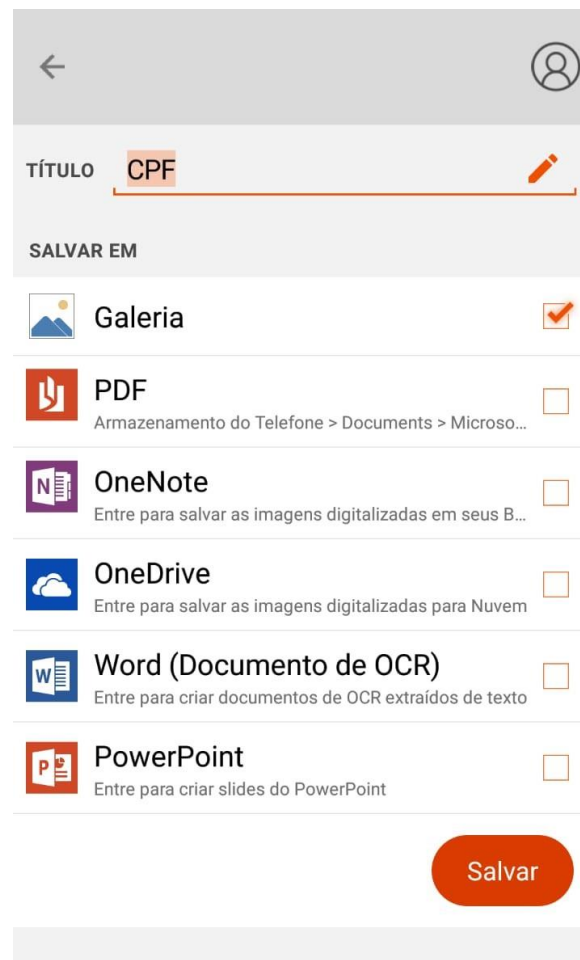 TÍTULO CPF
SALVAR EM
Galeria
PDF
Armazenamento do Telefone > Documents > Microso...
OneNote
Entre para salvar as imagens digitalizadas em seus B...
OneDrive
Entre para salvar as imagens digitalizadas para Nuvem
Word (Documento de OCR)
Entre para criar documentos de OCR extraídos de texto
PowerPoint
Entre para criar slides do PowerPoint
Salvar